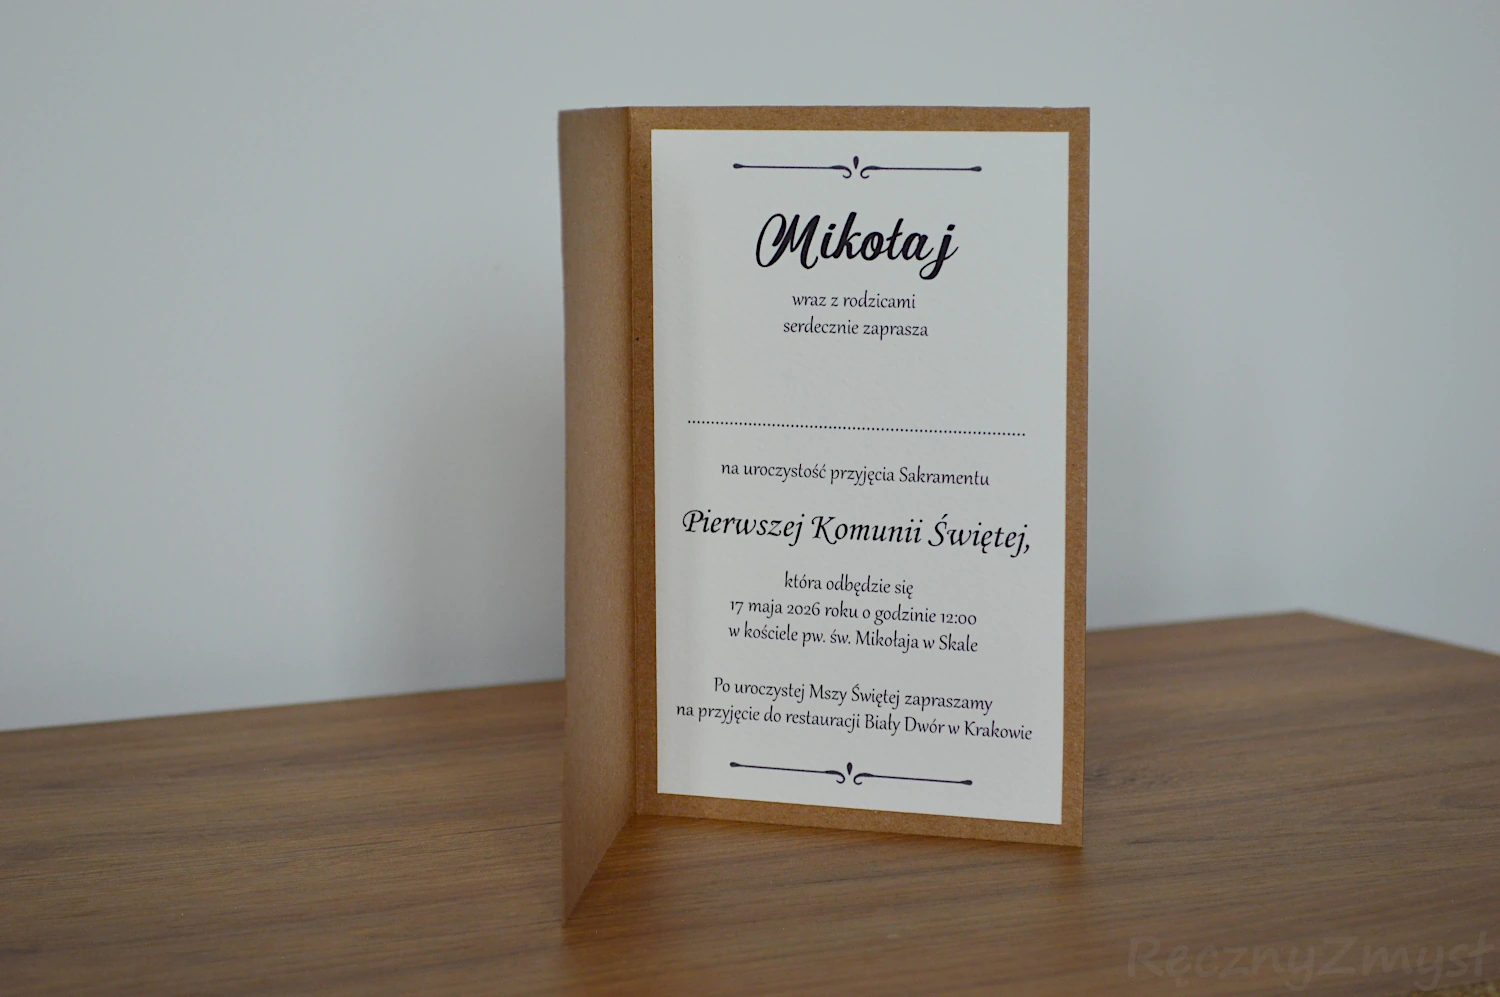 Mikołaj
wraz z rodzicami
serdecznie zaprasza
na uroczystość przyjęcia Sakramentu
Pierwszej Komunii Świętej,
która odbędzie się
17 maja 2026 roku o godzinie 12:00
w kościele pw. św. Mikołaja w Skale
Po uroczystej Mszy Świętej zapraszamy
na przyjęcie do restauracji Biały Dwór w Krakowie
RęcznyZmysł